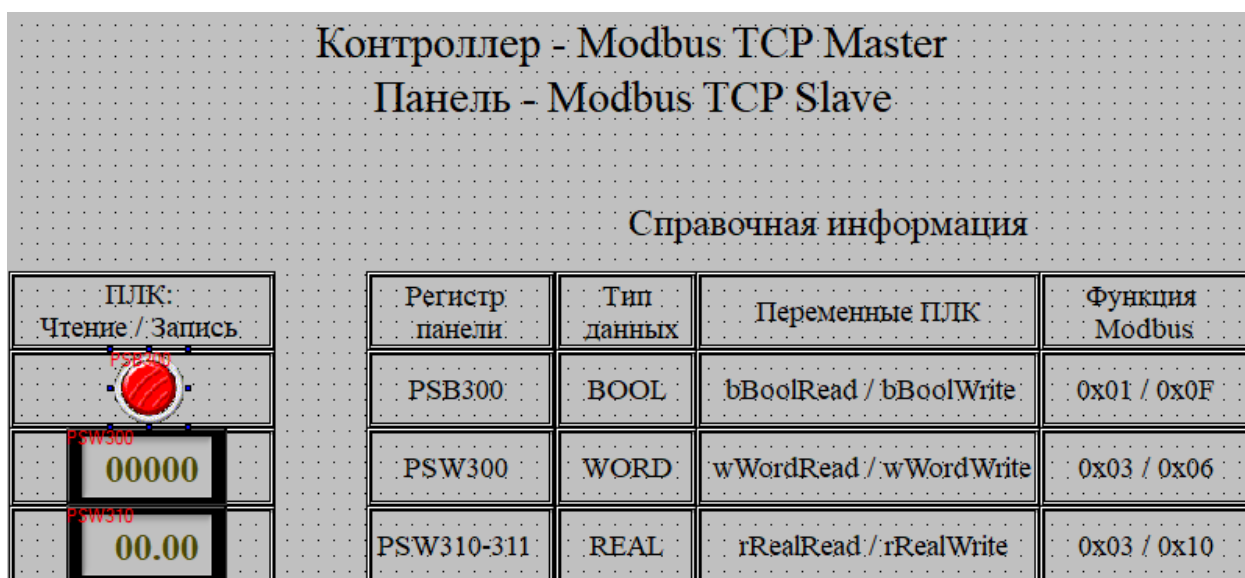 Контроллер - Modbus TCP Master
Панель - Modbus TCP Slave
Справочная информация
ПЛК:
Чтение / Запись
Регистр
панели
Тип
данных
Переменные ПЛК
Функция
Modbus
PSB300
PSB300
BOOL
bBoolRead / bBoolWrite
0x01 / 0x0F
PSW300
00000
PSW300
WORD
wWordRead / wWordWrite
0x03 / 0x06
PSW310
00.00
PSW310-311
REAL
rRealRead / rRealWrite
0x03 / 0x10